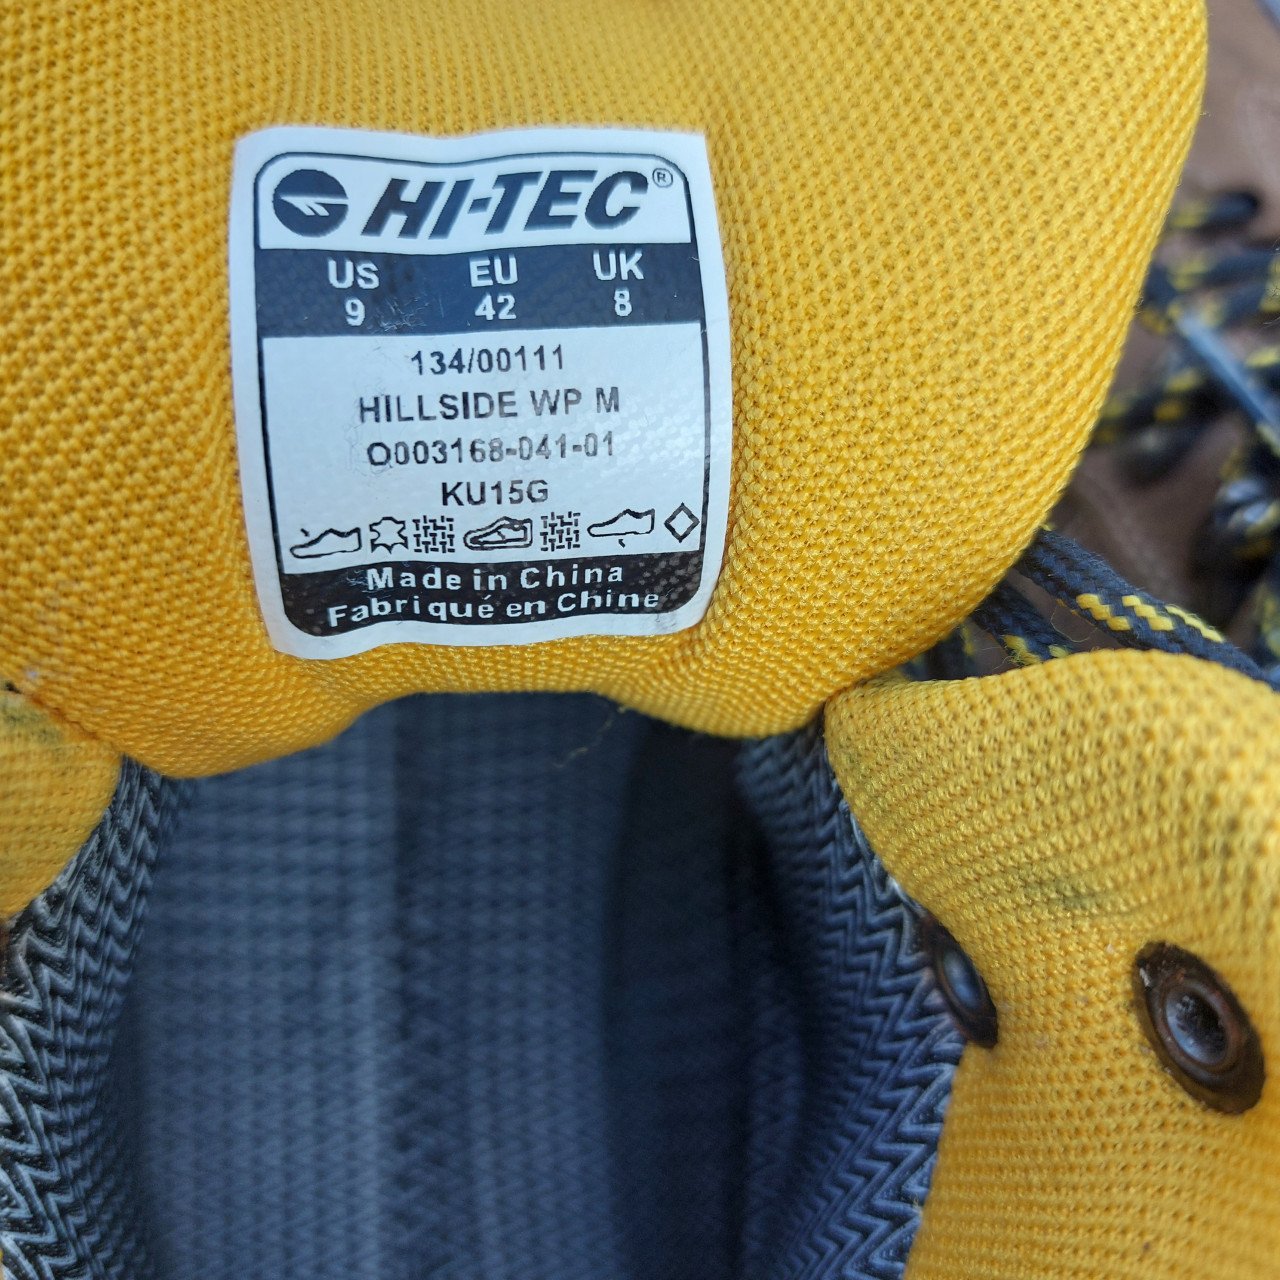 HI-TEC®
US EU UK
9 42 8
134/00111
HILLSIDE WP M
O003168-041-01
KU15G
Made in China
Fabriqué en Chine